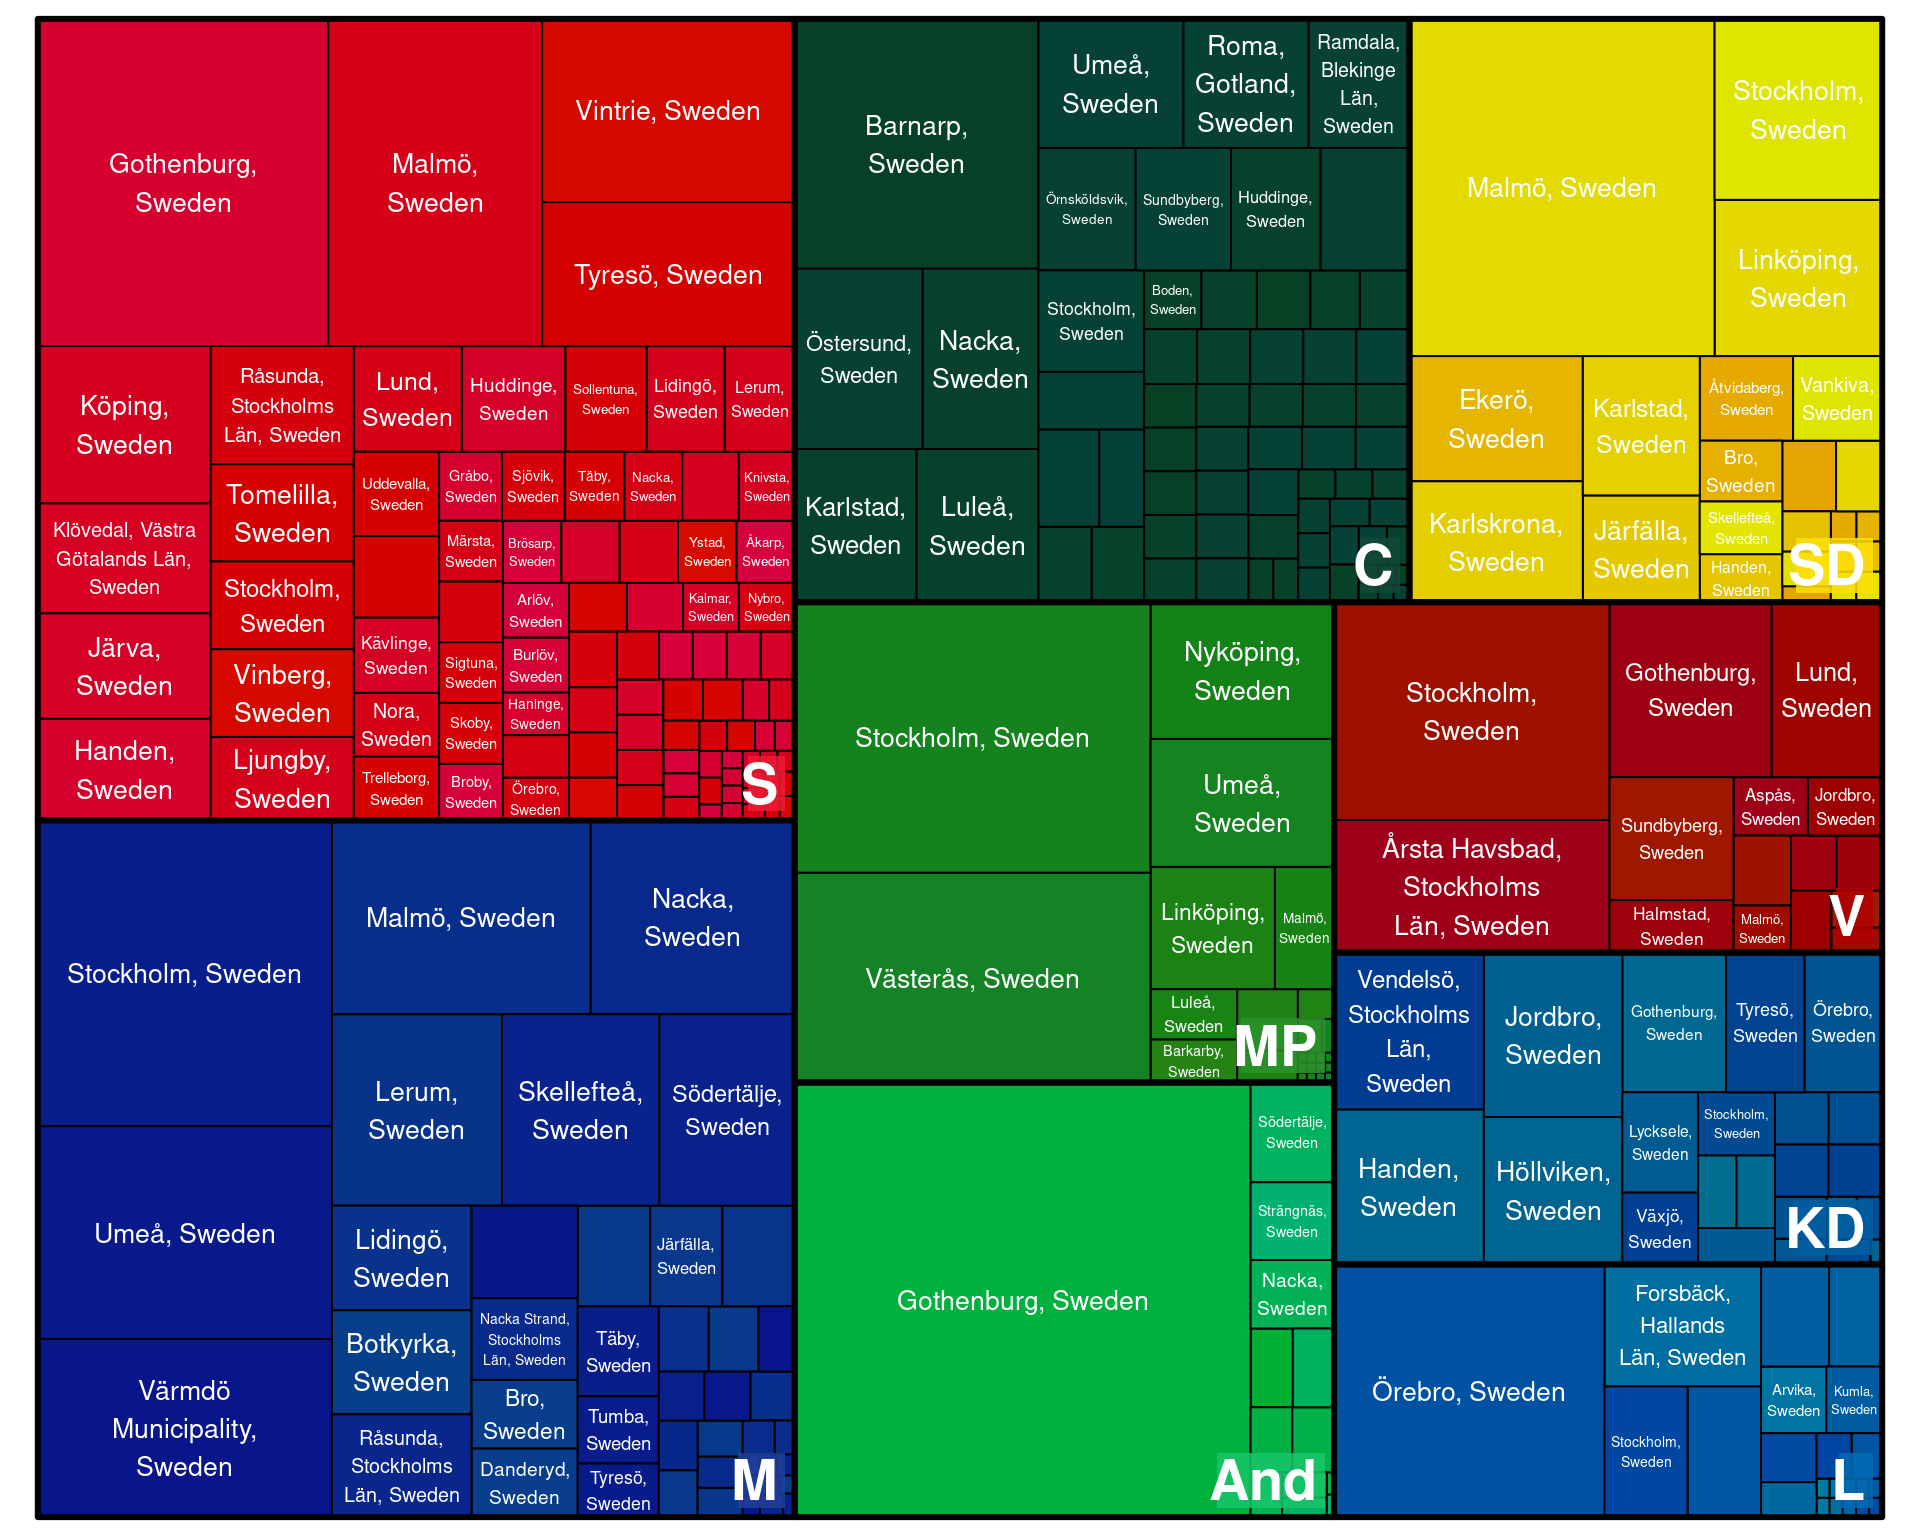 Gothenburg,
Sweden
Malmö,
Sweden
Vintrie, Sweden
Tyresö, Sweden
Köping,
Sweden
Råsunda,
Stockholms
Län, Sweden
Lund,
Sweden
Huddinge,
Sweden
Sollentuna,
Sweden
Lidingö,
Sweden
Lerum,
Sweden
Klövedal, Västra
Götalands Län,
Sweden
Tomelilla,
Sweden
Uddevalla,
Sweden
Gråbo,
Sweden
Sjövik,
Sweden
Täby,
Sweden
Nacka,
Sweden
Knivsta,
Sweden
Märsta,
Sweden
Brösarp,
Sweden
Ystad,
Sweden
Åkarp,
Sweden
Stockholm,
Sweden
Arlöv,
Sweden
Kalmar,
Sweden
Nybro,
Sweden
Järva,
Sweden
Kävlinge,
Sweden
Sigtuna,
Sweden
Burlöv,
Sweden
Vinberg,
Sweden
Nora,
Sweden
Skoby,
Sweden
Haninge,
Sweden
Handen,
Sweden
Ljungby,
Sweden
Trelleborg,
Sweden
Broby,
Sweden
Örebro,
Sweden
S
Barnarp,
Sweden
Umeå,
Sweden
Roma,
Gotland,
Sweden
Ramdala,
Blekinge
Län,
Sweden
Örnsköldsvik,
Sweden
Sundbyberg,
Sweden
Huddinge,
Sweden
Östersund,
Sweden
Nacka,
Sweden
Stockholm,
Sweden
Boden,
Sweden
Karlstad,
Sweden
Luleå,
Sweden
C
Malmö, Sweden
Stockholm,
Sweden
Linköping,
Sweden
Ekerö,
Sweden
Karlstad,
Sweden
Åtvidaberg,
Sweden
Vankiva,
Sweden
Bro,
Sweden
Karlskrona,
Sweden
Järfälla,
Sweden
Skellefteå,
Sweden
Handen,
Sweden
SD
Stockholm, Sweden
Nyköping,
Sweden
Umeå,
Sweden
Västerås, Sweden
Linköping,
Sweden
Malmö,
Sweden
Luleå,
Sweden
Barkarby,
Sweden
MP
Stockholm,
Sweden
Gothenburg,
Sweden
Lund,
Sweden
Årsta Havsbad,
Stockholms
Län, Sweden
Sundbyberg,
Sweden
Aspås,
Sweden
Jordbro,
Sweden
Halmstad,
Sweden
Malmö,
Sweden
V
Stockholm, Sweden
Malmö, Sweden
Nacka,
Sweden
Lerum,
Sweden
Skellefteå,
Sweden
Södertälje,
Sweden
Umeå, Sweden
Lidingö,
Sweden
Järfälla,
Sweden
Nacka Strand,
Stockholms
Län, Sweden
Täby,
Sweden
Botkyrka,
Sweden
Värmdö
Municipality,
Sweden
Bro,
Sweden
Tumba,
Sweden
Råsunda,
Stockholms
Län, Sweden
Danderyd,
Sweden
Tyresö,
Sweden
M
Gothenburg, Sweden
Södertälje,
Sweden
Strängnäs,
Sweden
Nacka,
Sweden
And
Vendelsö,
Stockholms
Län,
Sweden
Jordbro,
Sweden
Gothenburg,
Sweden
Tyresö,
Sweden
Örebro,
Sweden
Handen,
Sweden
Höllviken,
Sweden
Lycksele,
Sweden
Stockholm,
Sweden
Växjö,
Sweden
KD
Örebro, Sweden
Forsbäck,
Hallands
Län, Sweden
Stockholm,
Sweden
Arvika,
Sweden
Kumla,
Sweden
L